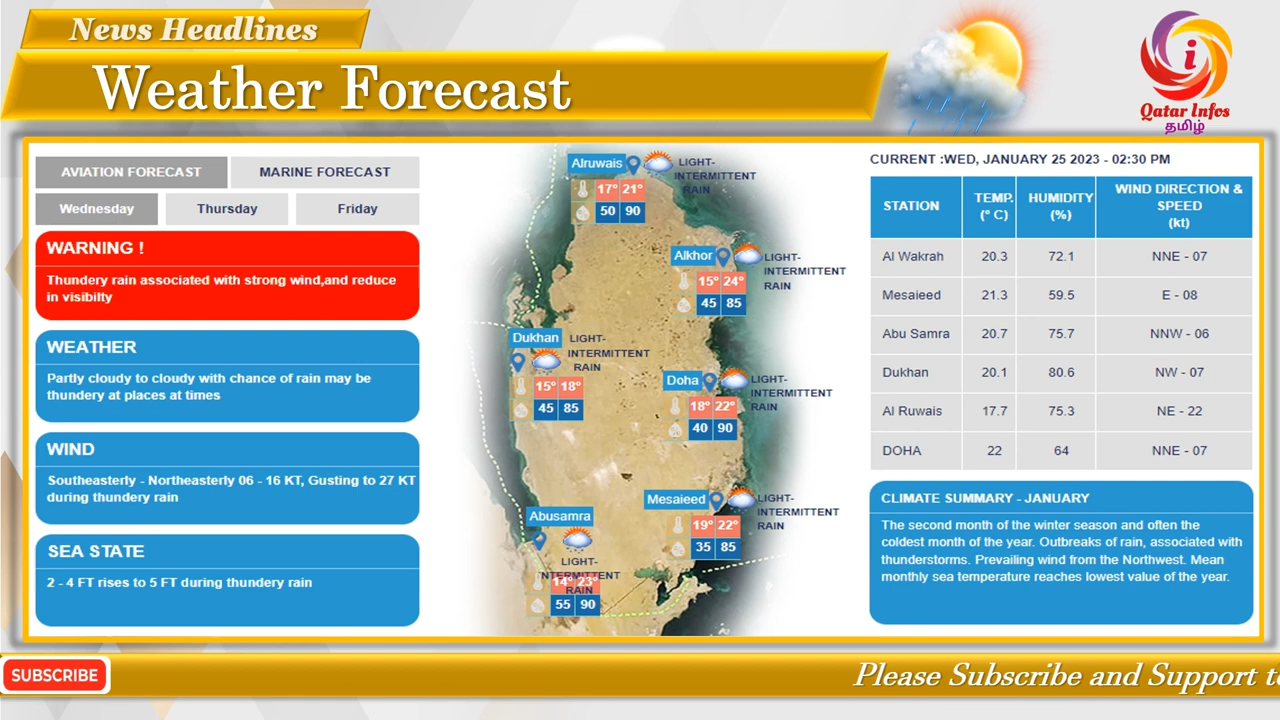 News Headlines
Weather Forecast
i
Qatar Infos
தமிழ்
AVIATION FORECAST
MARINE FORECAST
Wednesday
Thursday
Friday
WARNING !
Thundery rain associated with strong wind,and reduce
in visibilty
WEATHER
Partly cloudy to cloudy with chance of rain may be
thundery at places at times
WIND
Southeasterly - Northeasterly 06 - 16 KT, Gusting to 27 KT
during thundery rain
SEA STATE
2 - 4 FT rises to 5 FT during thundery rain
Alruwais
LIGHT-
INTERMITTENT
RAIN
17° 21°
50 90
Alkhor
LIGHT-
INTERMITTENT
RAIN
15° 24°
45 85
Dukhan
LIGHT-
INTERMITTENT
RAIN
15° 18°
45 85
Doha
LIGHT-
INTERMITTENT
RAIN
18° 22°
40 90
Mesaieed
LIGHT-
INTERMITTENT
RAIN
19° 22°
35 85
Abusamra
LIGHT-
INTERMITTENT
RAIN
14° 23°
55 90
CURRENT :WED, JANUARY 25 2023 - 02:30 PM
STATION TEMP. (° C) HUMIDITY (%) WIND DIRECTION & SPEED (kt)
Al Wakrah 20.3 72.1 NNE - 07
Mesaieed 21.3 59.5 E - 08
Abu Samra 20.7 75.7 NNW - 06
Dukhan 20.1 80.6 NW - 07
Al Ruwais 17.7 75.3 NE - 22
DOHA 22 64 NNE - 07
CLIMATE SUMMARY - JANUARY
The second month of the winter season and often the
coldest month of the year. Outbreaks of rain, associated with
thunderstorms. Prevailing wind from the Northwest. Mean
monthly sea temperature reaches lowest value of the year.
SUBSCRIBE
Please Subscribe and Support to